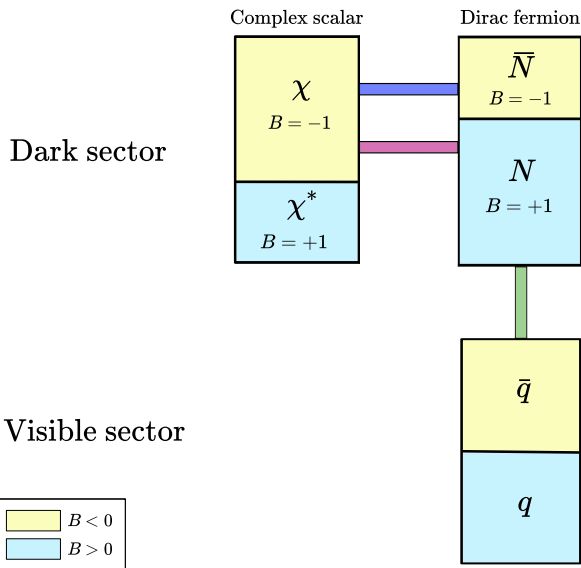 Complex scalar
Dirac fermion
χ
B = −1
N̅
B = −1
Dark sector
N
B = +1
χ*
B = +1
q̄
Visible sector
q
B < 0
B > 0